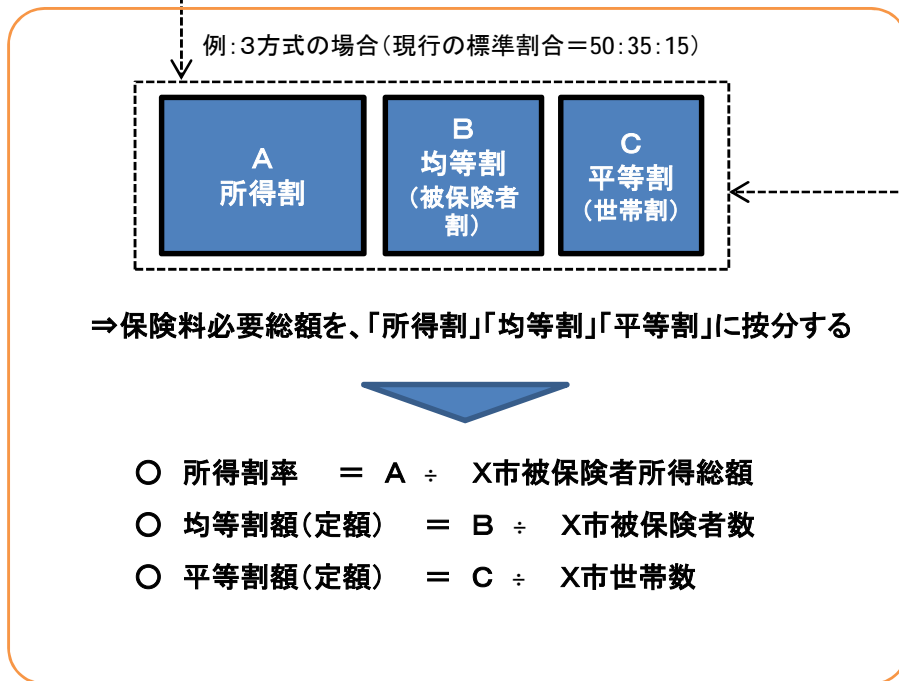 例：３方式の場合（現行の標準割合＝50：35：15）
Ａ
所得割
Ｂ
均等割
（被保険者
割）
Ｃ
平等割
（世帯割）
⇒保険料必要総額を、「所得割」「均等割」「平等割」に按分する
○ 所得割率 ＝ Ａ ÷ Ｘ市被保険者所得総額
○ 均等割額（定額） ＝ Ｂ ÷ Ｘ市被保険者数
○ 平等割額（定額） ＝ Ｃ ÷ Ｘ市世帯数